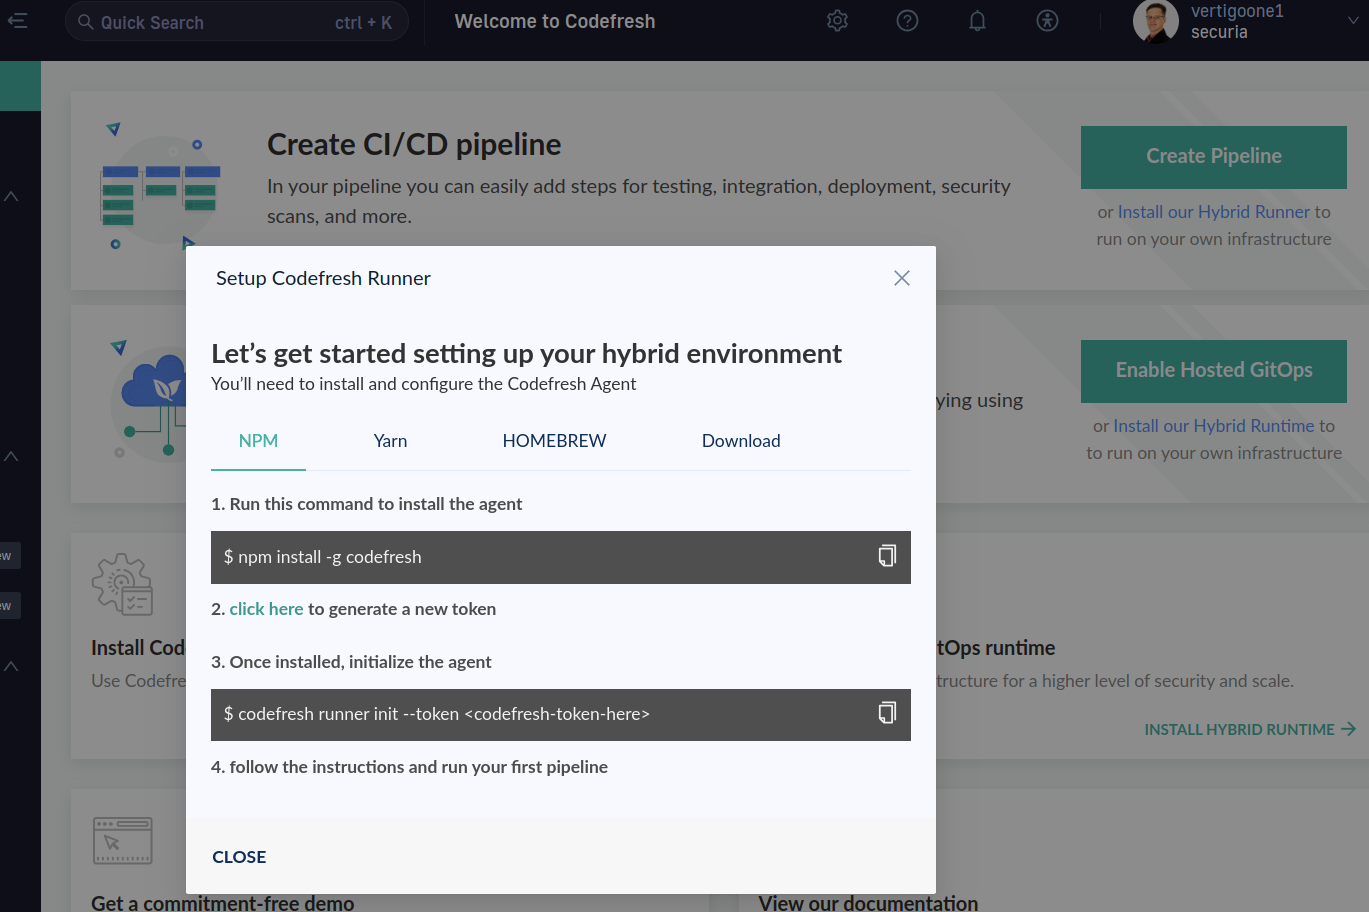 Quick Search
ctrl + K
Welcome to Codefresh
vertigoone1
securia
Create CI/CD pipeline
In your pipeline you can easily add steps for testing, integration, deployment, security
scans, and more.
Create Pipeline
or Install our Hybrid Runner to
run on your own infrastructure
Setup Codefresh Runner
Let's get started setting up your hybrid environment
You'll need to install and configure the Codefresh Agent
NPM
Yarn
HOMEBREW
Download
1. Run this command to install the agent
$ npm install -g codefresh
2. click here to generate a new token
3. Once installed, initialize the agent
$ codefresh runner init --token <codefresh-token-here>
4. follow the instructions and run your first pipeline
CLOSE
Enable Hosted GitOps
ying using
or Install our Hybrid Runtime to
to run on your own infrastructure
ew
ew
Install Cod
Use Codefre
tOps runtime
tructure for a higher level of security and scale.
INSTALL HYBRID RUNTIME
Get a commitment-free demo
View our documentation